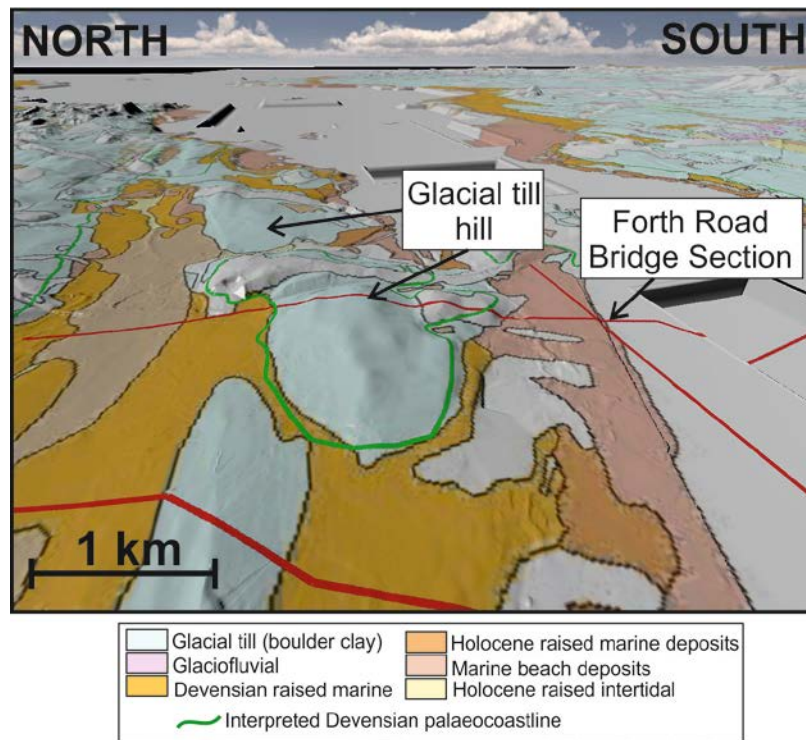 NORTH
SOUTH
Glacial till
hill
Forth Road
Bridge Section
1 km
Glacial till (boulder clay)
Glaciofluvial
Devensian raised marine
Holocene raised marine deposits
Marine beach deposits
Holocene raised intertidal
Interpreted Devensian palaeocoastline